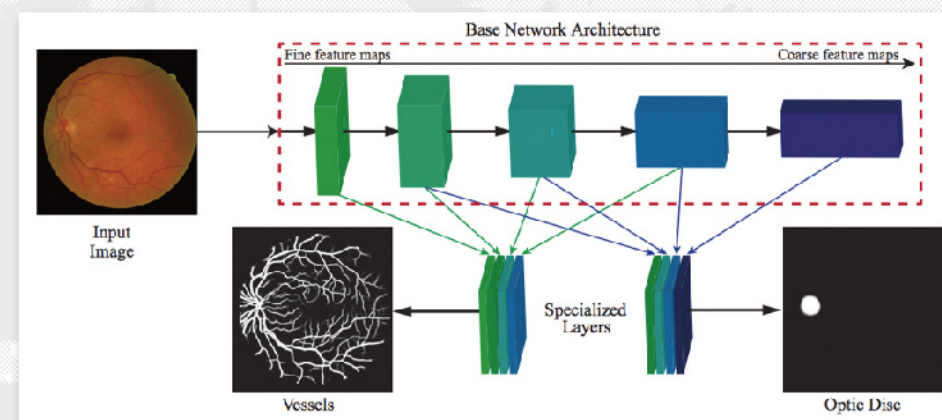 Base Network Architecture
Fine feature maps
Coarse feature maps
Input
Image
Specialized
Layers
Vessels
Optic Disc